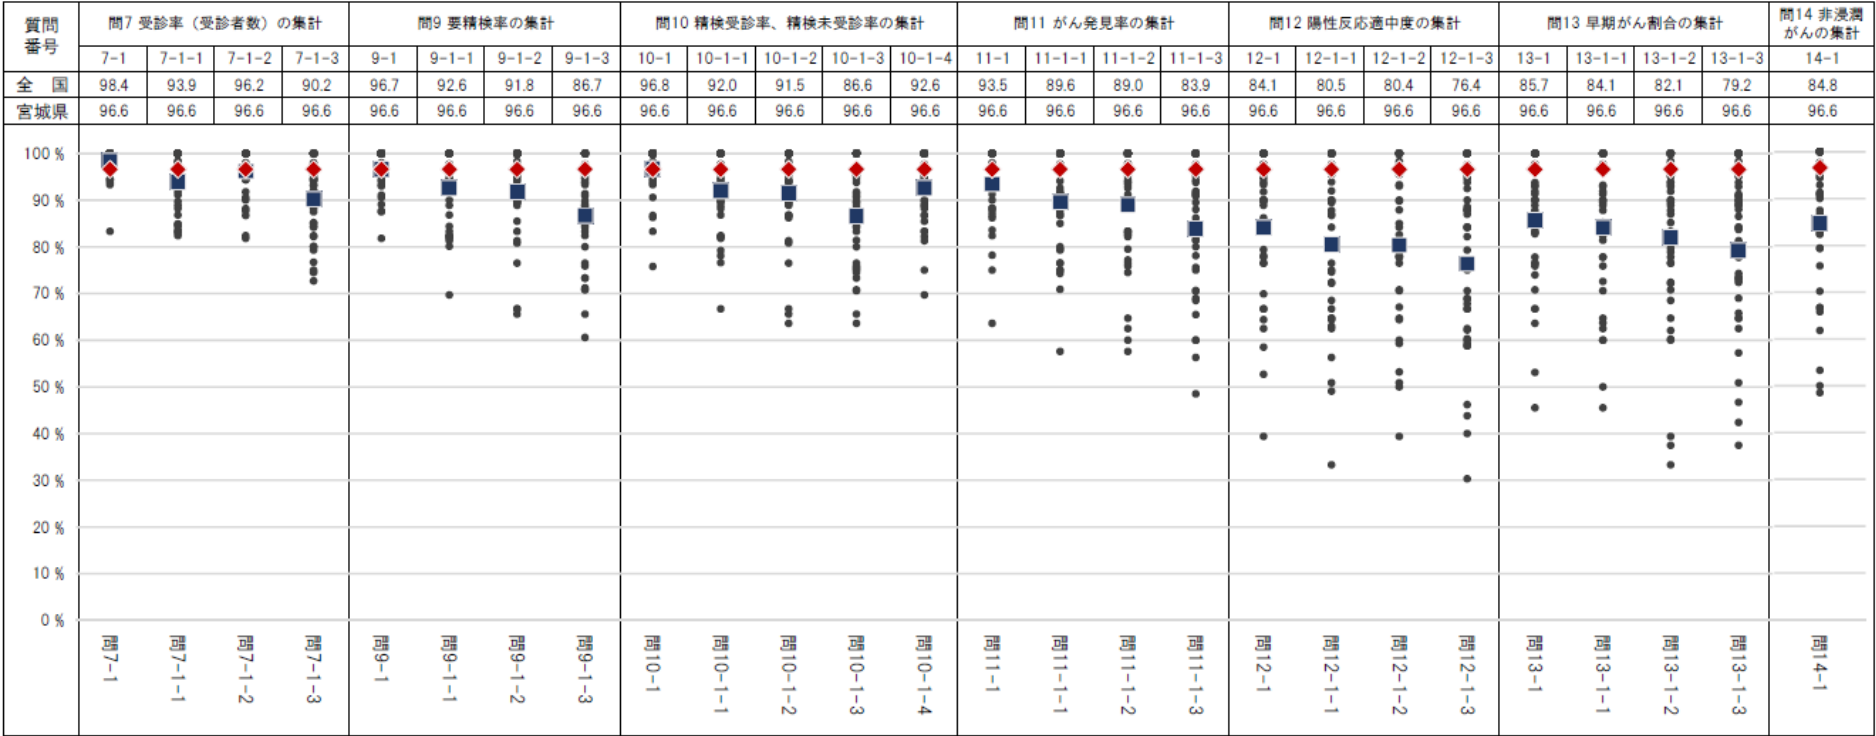 質問
番号
問7 受診率（受診者数）の集計 問9 要精検率の集計 問10 精検受診率、精検未受診率の集計 問11 がん発見率の集計 問12 陽性反応適中度の集計 問13 早期がん割合の集計 問14 非浸潤
がんの集計
7-1 7-1-1 7-1-2 7-1-3 9-1 9-1-1 9-1-2 9-1-3 10-1 10-1-1 10-1-2 10-1-3 10-1-4 11-1 11-1-1 11-1-2 11-1-3 12-1 12-1-1 12-1-2 12-1-3 13-1 13-1-1 13-1-2 13-1-3 14-1
全 国 98.4 93.9 96.2 90.2 96.7 92.6 91.8 86.7 96.8 92.0 91.5 86.6 92.6 93.5 89.6 89.0 83.9 84.1 80.5 80.4 76.4 85.7 84.1 82.1 79.2 84.8
宮城県 96.6 96.6 96.6 96.6 96.6 96.6 96.6 96.6 96.6 96.6 96.6 96.6 96.6 96.6 96.6 96.6 96.6 96.6 96.6 96.6 96.6 96.6 96.6 96.6 96.6 96.6
100 %
90 %
80 %
70 %
60 %
50 %
40 %
30 %
20 %
10 %
0 %
問7-1
問7-1-1
問7-1-2
問7-1-3
問9-1
問9-1-1
問9-1-2
問9-1-3
問10-1
問10-1-1
問10-1-2
問10-1-3
問10-1-4
問11-1
問11-1-1
問11-1-2
問11-1-3
問12-1
問12-1-1
問12-1-2
問12-1-3
問13-1
問13-1-1
問13-1-2
問13-1-3
問14-1